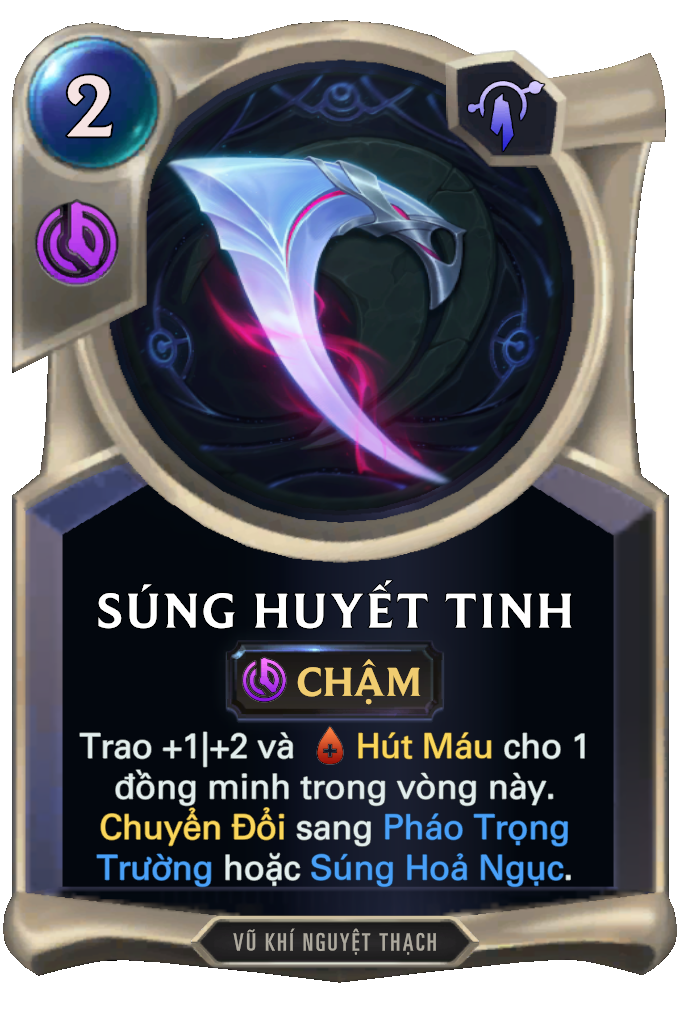 2
SÚNG HUYẾT TINH
CHẬM
Trao +1|+2 và Hút Máu cho 1
đồng minh trong vòng này.
Chuyển Đổi sang Pháo Trọng
Trường hoặc Súng Hoả Ngục.
VŨ KHÍ NGUYỆT THẠCH